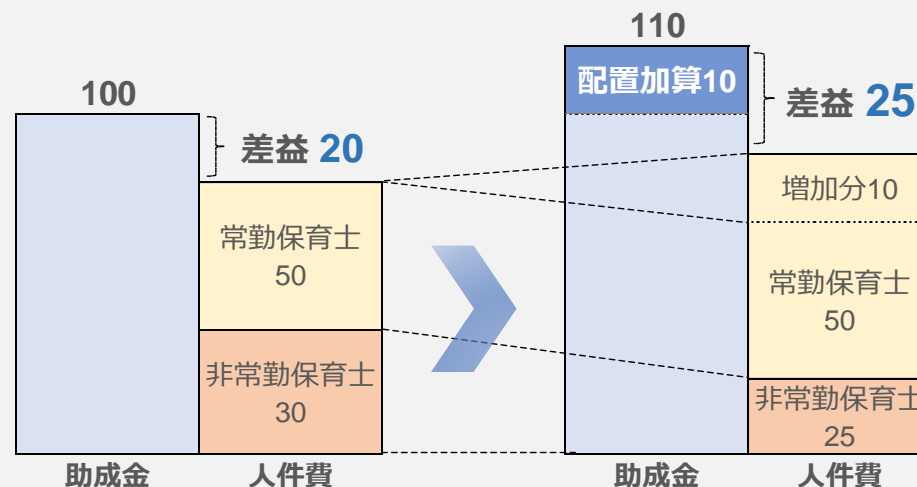 100
差益 20
常勤保育士
50
非常勤保育士
30
助成金
人件費
110
配置加算10
差益 25
増加分10
常勤保育士
50
非常勤保育士
25
助成金
人件費